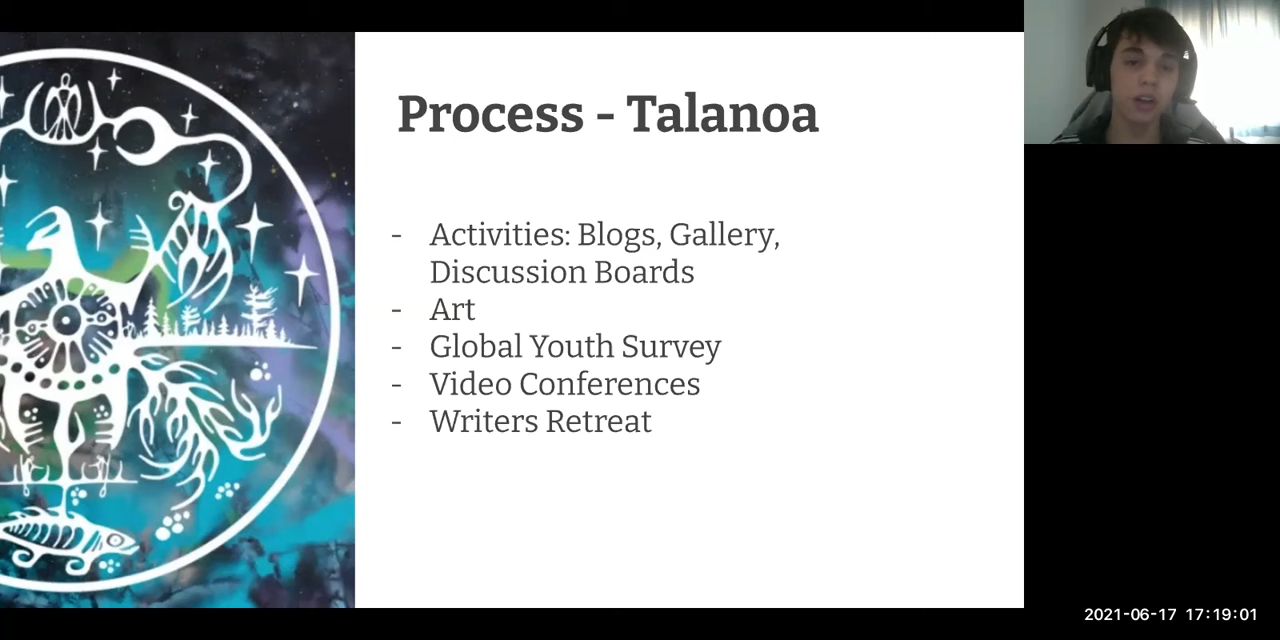 Process - Talanoa
- Activities: Blogs, Gallery,
Discussion Boards
- Art
- Global Youth Survey
- Video Conferences
- Writers Retreat
2021-06-17 17:19:01